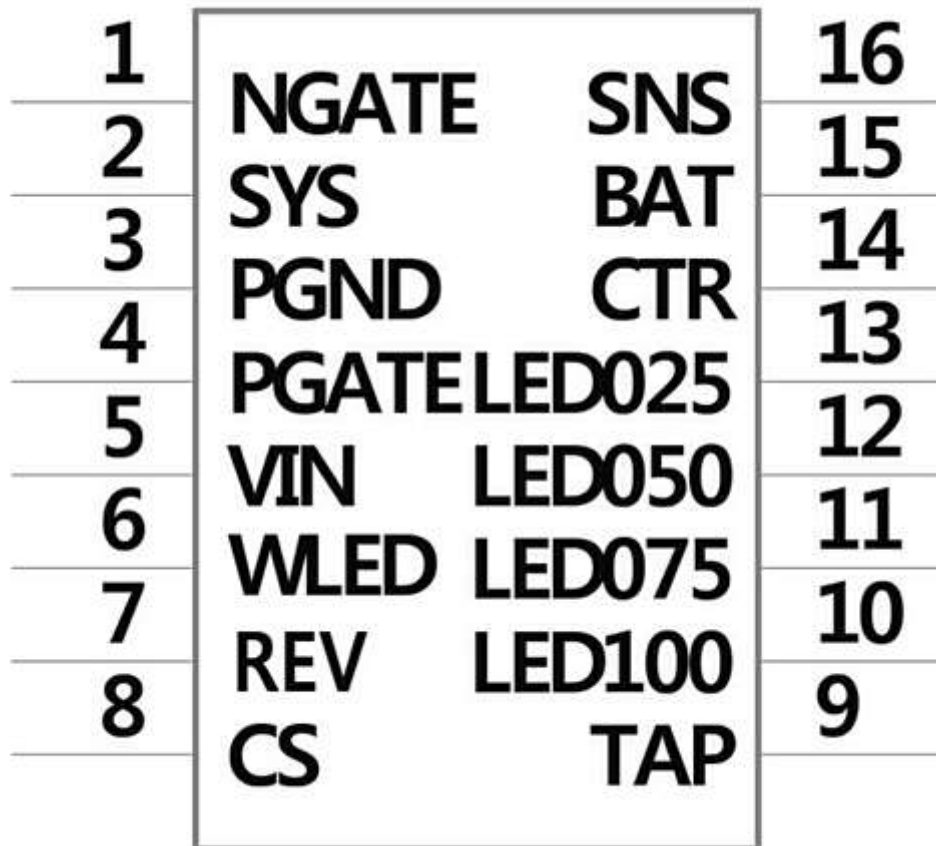 1 16
NGATE SNS
2 15
SYS BAT
3 14
PGND CTR
4 13
PGATE LED025
5 12
VIN LED050
6 11
WLED LED075
7 10
REV LED100
8 9
CS TAP